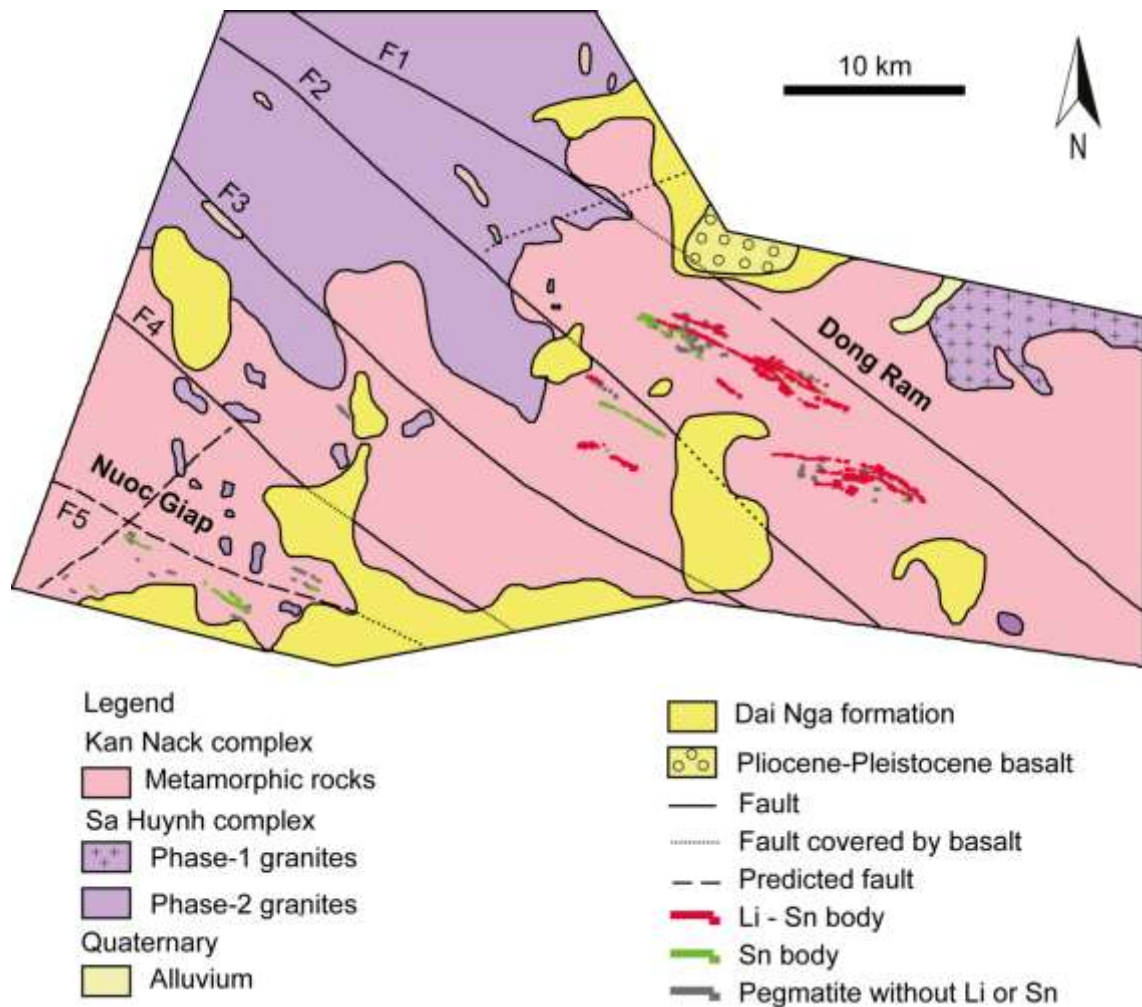 F1
10 km
F2
N
F3
F4
Dong Ram
Nuoc Giap
F5
Legend
Kan Nack complex
Metamorphic rocks
Sa Huynh complex
Phase-1 granites
Phase-2 granites
Quaternary
Alluvium
Dai Nga formation
Pliocene-Pleistocene basalt
Fault
Fault covered by basalt
Predicted fault
Li - Sn body
Sn body
Pegmatite without Li or Sn